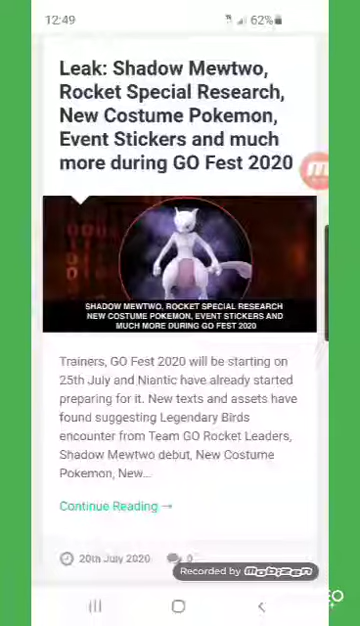 12:49
62%
Leak: Shadow Mewtwo,
Rocket Special Research,
New Costume Pokemon,
Event Stickers and much
more during GO Fest 2020
SHADOW MEWTWO, ROCKET SPECIAL RESEARCH
NEW COSTUME POKEMON, EVENT STICKERS AND
MUCH MORE DURING GO FEST 2020
Trainers, GO Fest 2020 will be starting on
25th July and Niantic have already started
preparing for it. New texts and assets have
found suggesting Legendary Birds
encounter from Team GO Rocket Leaders,
Shadow Mewtwo debut, New Costume
Pokemon, New...
Continue Reading →
20th July 2020 0
Recorded by mobizen